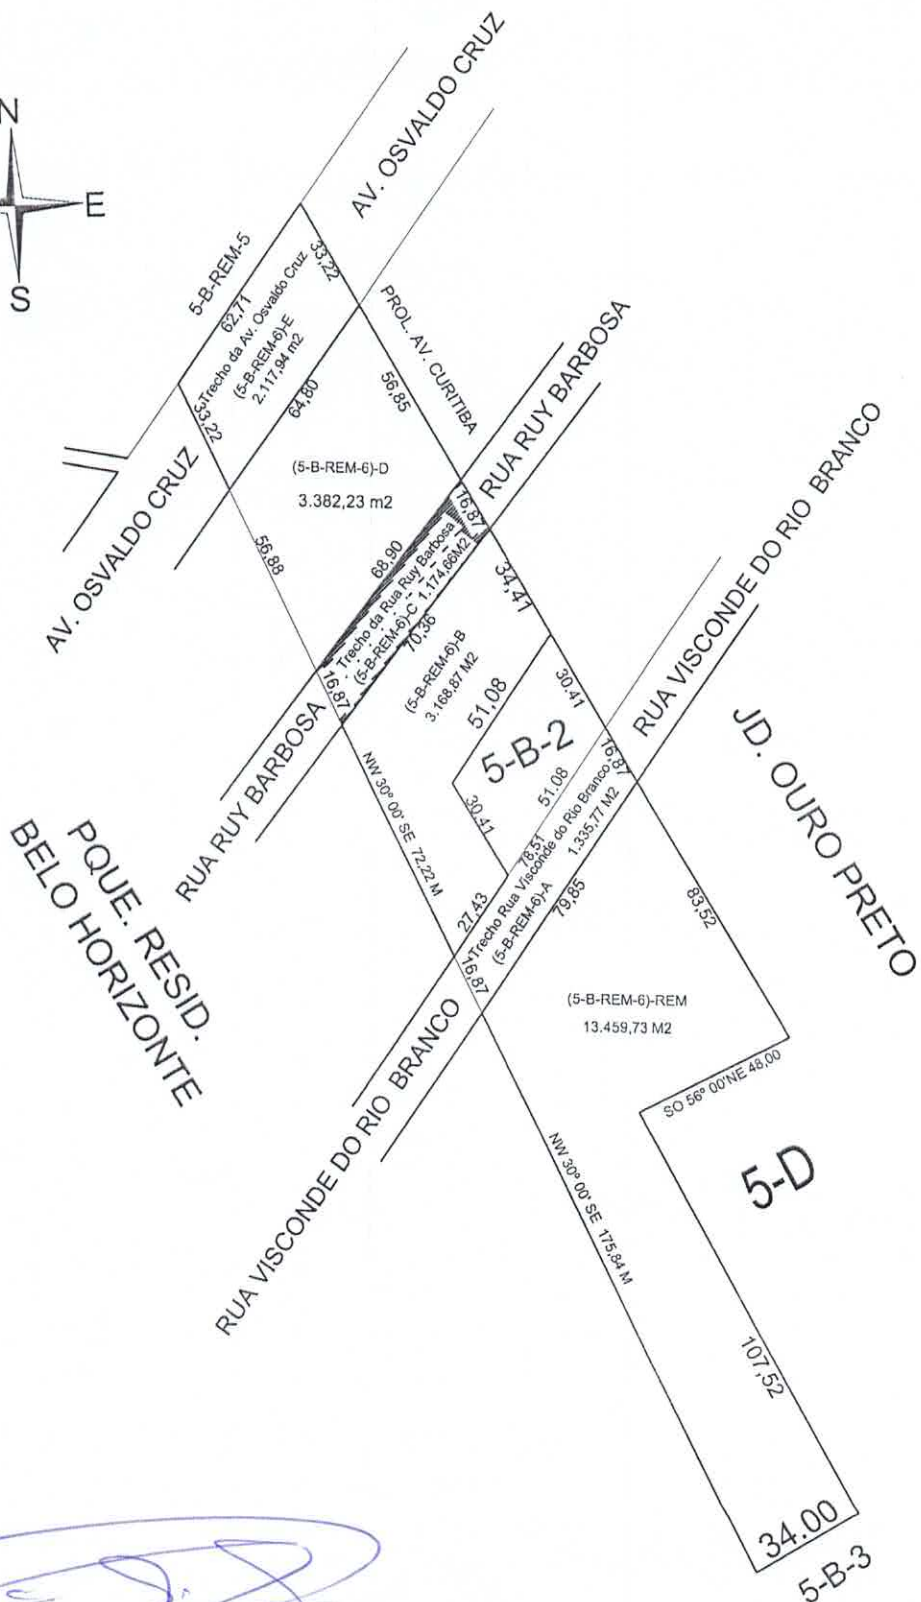 N
E
S
AV. OSVALDO CRUZ
5-B-REM-5
62,71
33,22
Trecho da Av. Osvaldo Cruz
(5-B-REM-6)-E
2.117,94 m2
33,22
64,80
PROL. AV. CURITIBA
56,85
AV. OSVALDO CRUZ
(5-B-REM-6)-D
3.382,23 m2
56,88
68,90
16,87
RUA RUY BARBOSA
Trecho da Rua Ruy Barbosa
(5-B-REM-6)-C 1.174,66M2
70,36
16,87
34,41
(5-B-REM-6)-B
3.168,87 M2
51,08
30.41
5-B-2
30,41
51.08
16,87
RUA VISCONDE DO RIO BRANCO
RUA RUY BARBOSA
NW 30º 00' SE 72,22 M
78,51
27,43
Trecho Rua Visconde do Rio Branco
(5-B-REM-6)-A 1.335,77 M2
79,85
16,87
JD. OURO PRETO
PQUE. RESID.
BELO HORIZONTE
83,52
RUA VISCONDE DO RIO BRANCO
(5-B-REM-6)-REM
13.459,73 M2
SO 56º 00'NE 48,00
5-D
NW 30º 00' SE 175,84 M
107,52
34.00
5-B-3